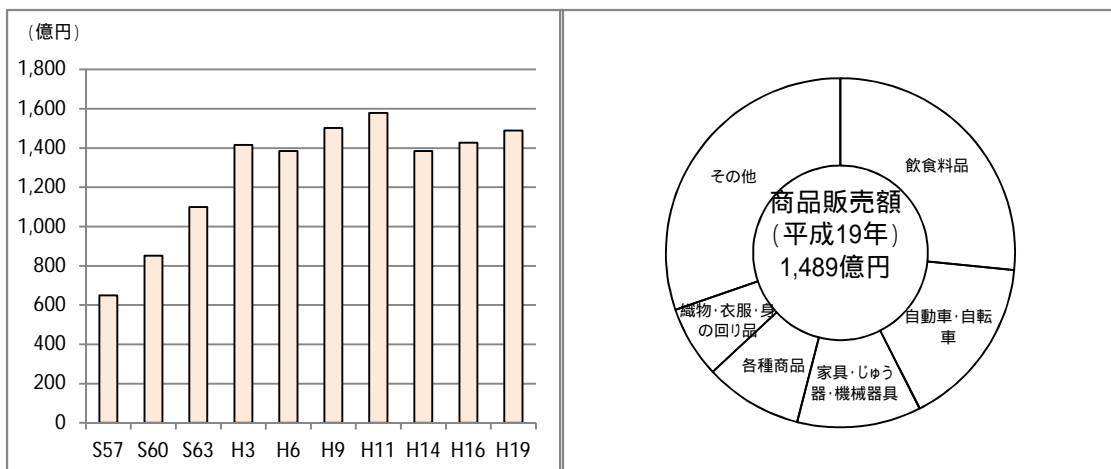 (億円)
1,800
1,600
1,400
1,200
1,000
800
600
400
200
0
S57 S60 S63 H3 H6 H9 H11 H14 H16 H19
商品販売額
(平成19年)
1,489億円
飲食料品
自動車・自転
車
家具・じゅう
器・機械器具
各種商品
織物・衣服・身
の回り品
その他